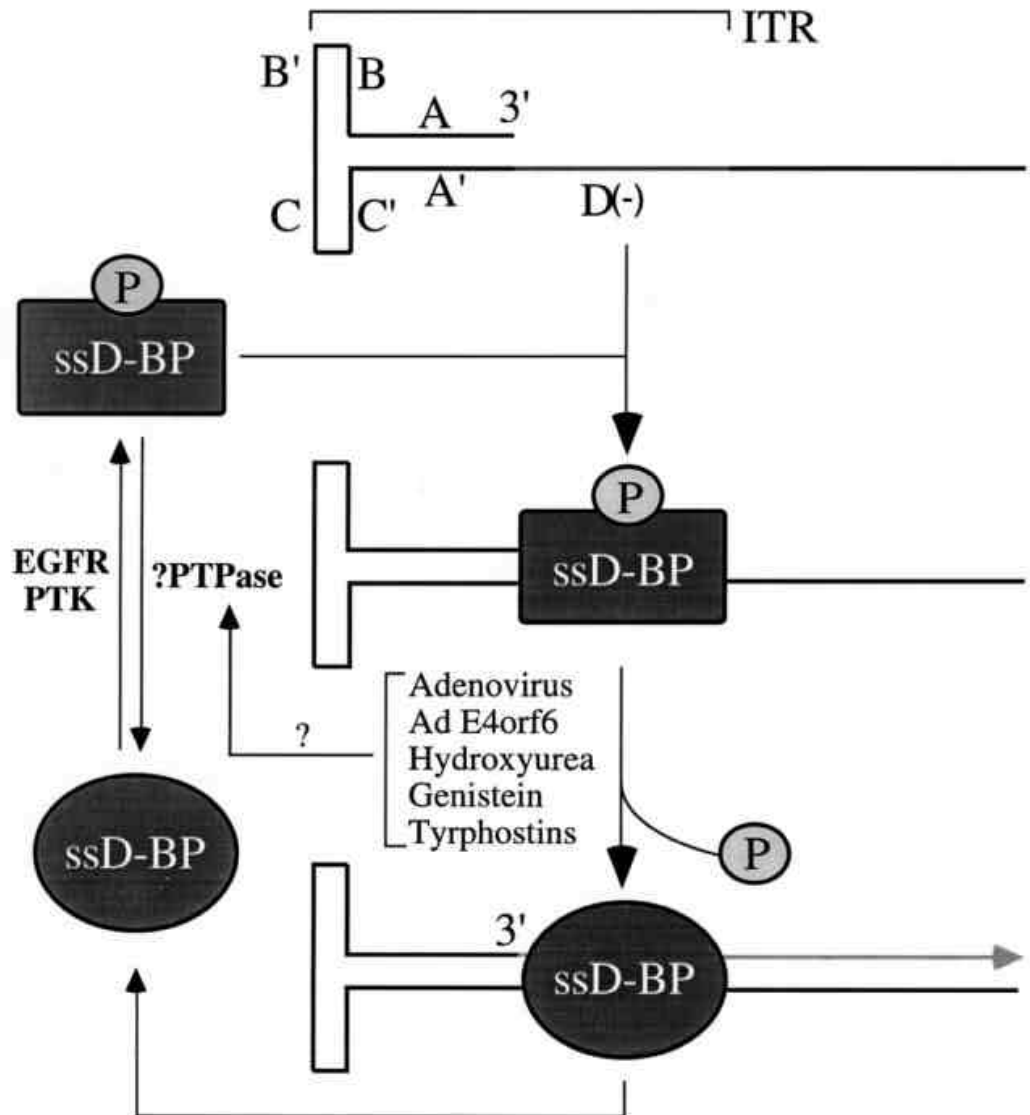 ITR
B'
B
A
3'
A'
D(-)
C
C'
P
ssD-BP
P
ssD-BP
EGFR
PTK
?PTPase
?
Adenovirus
Ad E4orf6
Hydroxyurea
Genistein
Tyrphostins
P
ssD-BP
3'
ssD-BP